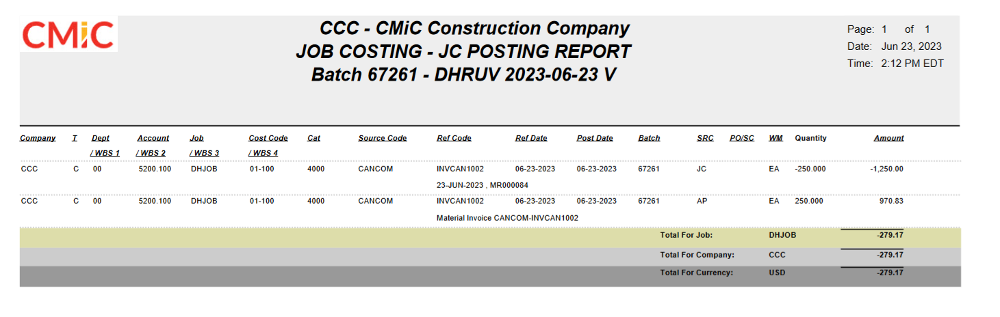 CMiC
CCC - CMiC Construction Company
JOB COSTING - JC POSTING REPORT
Batch 67261 - DHRUV 2023-06-23 V
Page: 1 of 1
Date: Jun 23, 2023
Time: 2:12 PM EDT
Company T Dept Account Job Cost Code Cat Source Code Ref Code Ref Date Post Date Batch SRC PO/SC WM Quantity Amount
/ WBS 1 / WBS 2 / WBS 3 / WBS 4
CCC C 00 5200.100 DHJOB 01-100 4000 CANCOM INVCAN1002 06-23-2023 06-23-2023 67261 JC EA -250.000 -1,250.00
23-JUN-2023 , MR000084
CCC C 00 5200.100 DHJOB 01-100 4000 CANCOM INVCAN1002 06-23-2023 06-23-2023 67261 AP EA 250.000 970.83
Material Invoice CANCOM-INVCAN1002
Total For Job: DHJOB -279.17
Total For Company: CCC -279.17
Total For Currency: USD -279.17